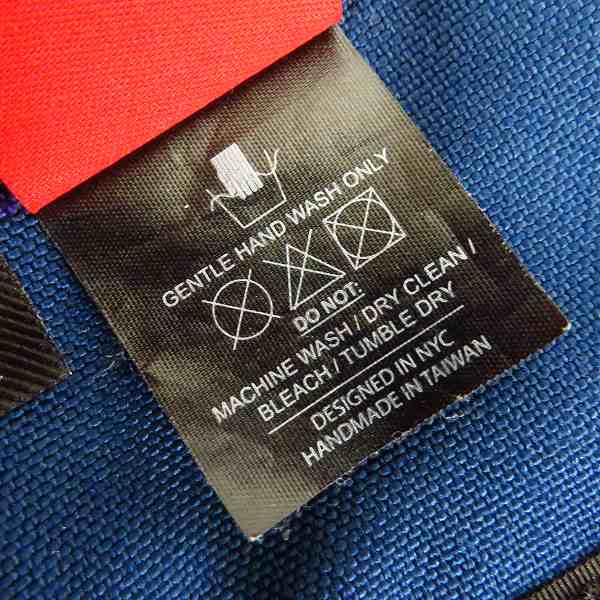 GENTLE HAND WASH ONLY
DO NOT:
MACHINE WASH / DRY CLEAN /
BLEACH / TUMBLE DRY
DESIGNED IN NYC
HANDMADE IN TAIWAN